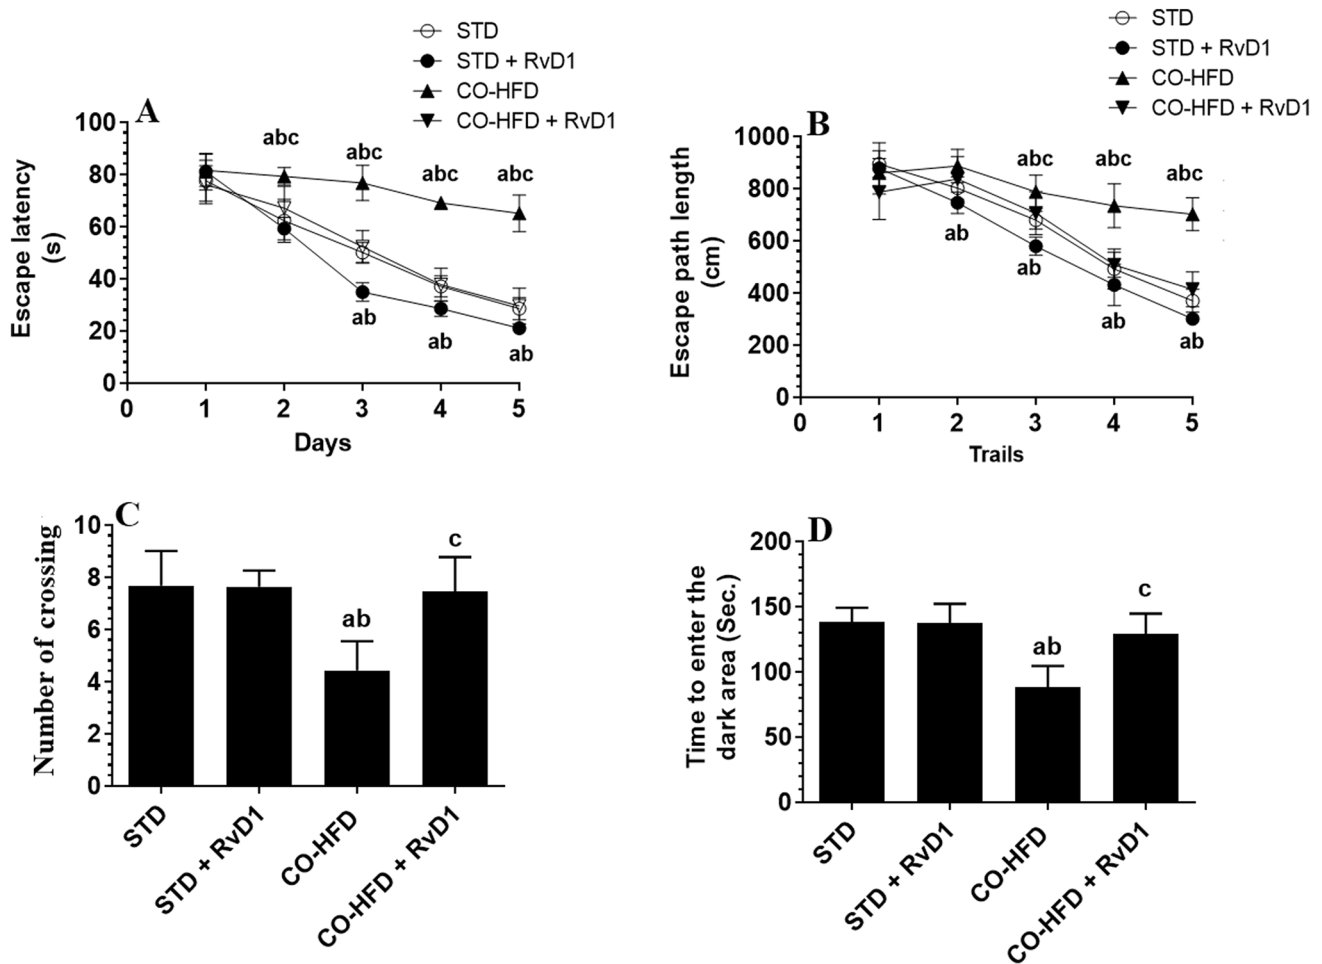 STD
STD + RvD1
CO-HFD
CO-HFD + RvD1
A
100
80
60
40
20
0
Escape latency
(s)
abc
abc
abc
abc
ab
ab
ab
0 1 2 3 4 5
Days
STD
STD + RvD1
CO-HFD
CO-HFD + RvD1
B
1000
800
600
400
200
0
Escape path length
(cm)
abc
abc
abc
ab
ab
ab
ab
0 1 2 3 4 5
Trails
C
10
8
6
4
2
0
Number of crossing
ab
c
STD
STD + RvD1
CO-HFD
CO-HFD + RvD1
D
200
150
100
50
0
Time to enter the
dark area (Sec.)
ab
c
STD
STD + RvD1
CO-HFD
CO-HFD + RvD1